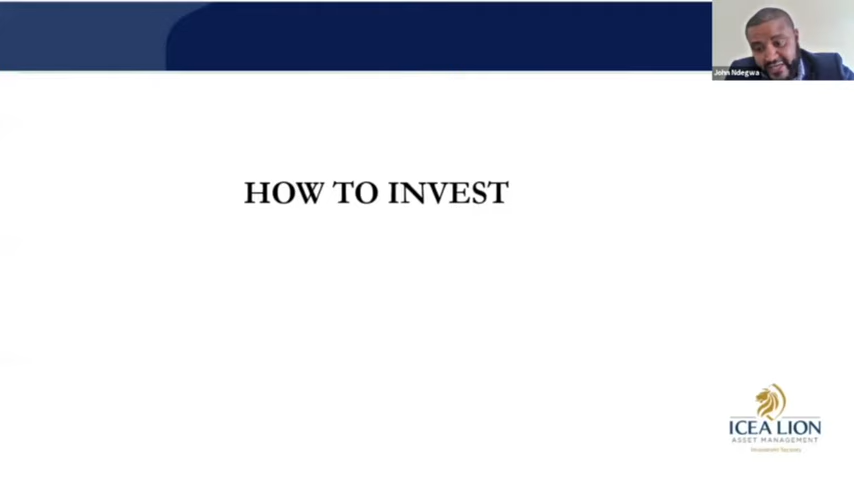 John Ndegwa
HOW TO INVEST
ICEA LION
ASSET MANAGEMENT